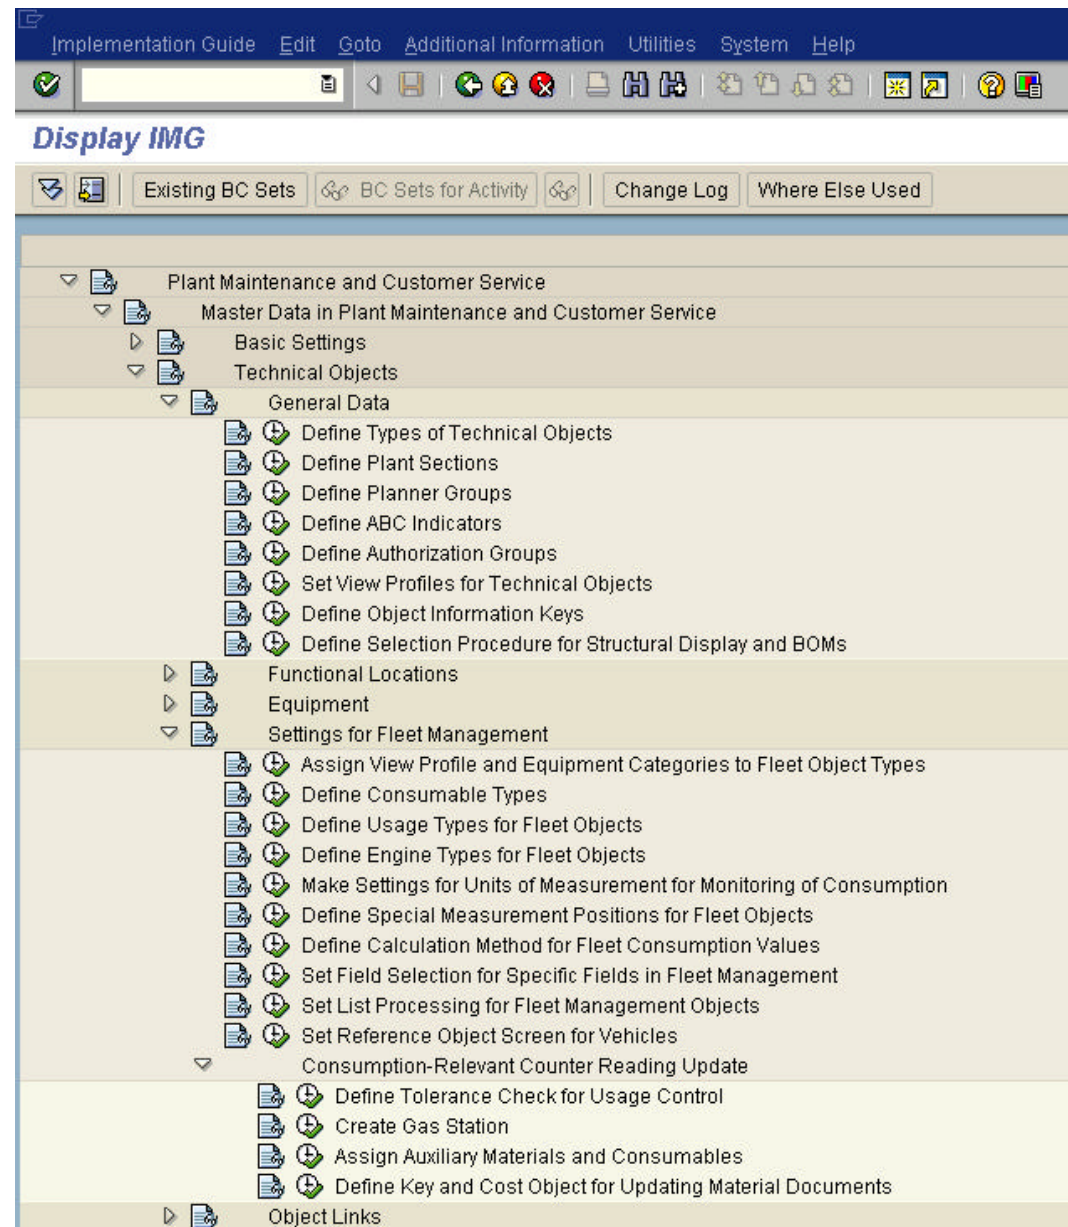 Implementation Guide Edit Goto Additional Information Utilities System Help
Display IMG
Existing BC Sets BC Sets for Activity Change Log Where Else Used
Plant Maintenance and Customer Service
Master Data in Plant Maintenance and Customer Service
Basic Settings
Technical Objects
General Data
Define Types of Technical Objects
Define Plant Sections
Define Planner Groups
Define ABC Indicators
Define Authorization Groups
Set View Profiles for Technical Objects
Define Object Information Keys
Define Selection Procedure for Structural Display and BOMs
Functional Locations
Equipment
Settings for Fleet Management
Assign View Profile and Equipment Categories to Fleet Object Types
Define Consumable Types
Define Usage Types for Fleet Objects
Define Engine Types for Fleet Objects
Make Settings for Units of Measurement for Monitoring of Consumption
Define Special Measurement Positions for Fleet Objects
Define Calculation Method for Fleet Consumption Values
Set Field Selection for Specific Fields in Fleet Management
Set List Processing for Fleet Management Objects
Set Reference Object Screen for Vehicles
Consumption-Relevant Counter Reading Update
Define Tolerance Check for Usage Control
Create Gas Station
Assign Auxiliary Materials and Consumables
Define Key and Cost Object for Updating Material Documents
Object Links